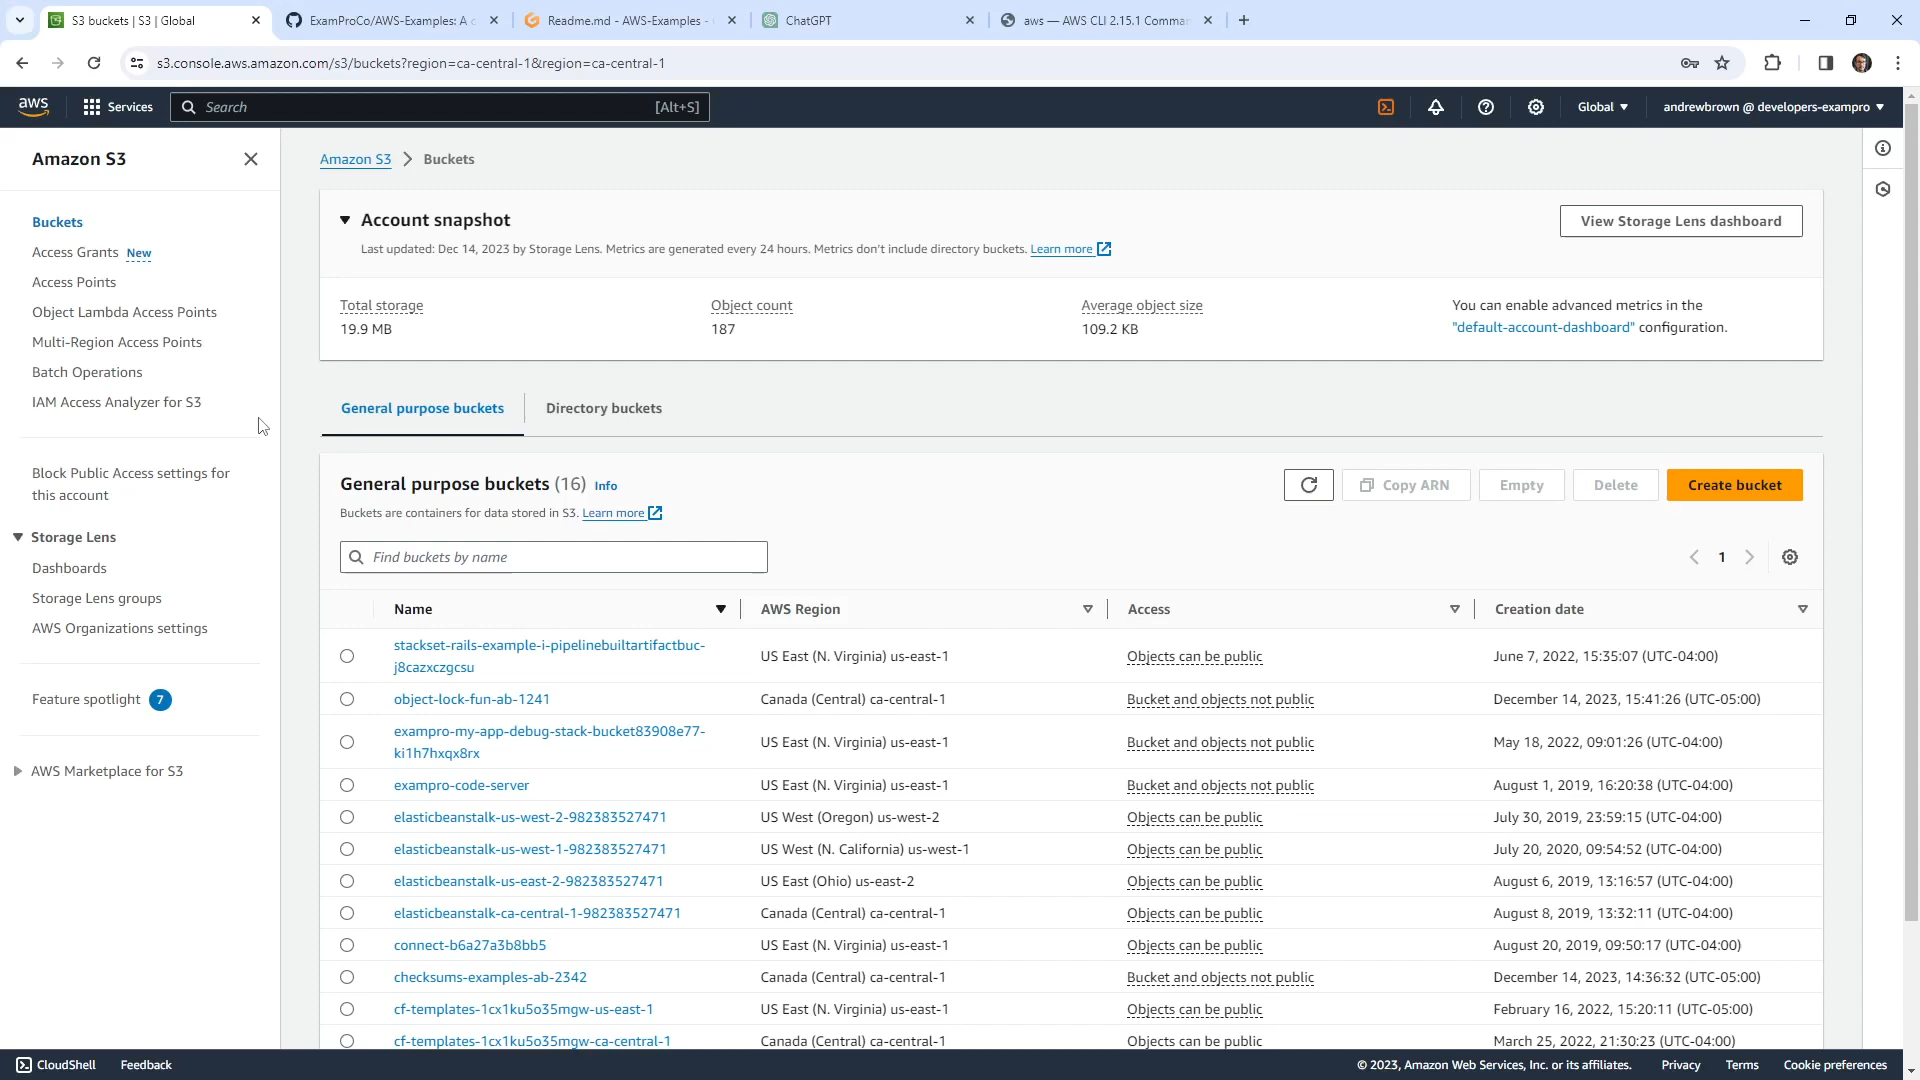 S3 buckets | S3 | Global
ExamProCo/AWS-Examples: A c
Readme.md - AWS-Examples -
ChatGPT
aws — AWS CLI 2.15.1 Comma
s3.console.aws.amazon.com/s3/buckets?region=ca-central-1&region=ca-central-1
aws
Services
Search
[Alt+S]
Global
andrewbrown @ developers-exampro
Amazon S3
Buckets
Access Grants New
Access Points
Object Lambda Access Points
Multi-Region Access Points
Batch Operations
IAM Access Analyzer for S3
Block Public Access settings for
this account
Storage Lens
Dashboards
Storage Lens groups
AWS Organizations settings
Feature spotlight 7
AWS Marketplace for S3
Amazon S3 > Buckets
Account snapshot
View Storage Lens dashboard
Last updated: Dec 14, 2023 by Storage Lens. Metrics are generated every 24 hours. Metrics don't include directory buckets. Learn more
Total storage
19.9 MB
Object count
187
Average object size
109.2 KB
You can enable advanced metrics in the
"default-account-dashboard" configuration.
General purpose buckets
Directory buckets
General purpose buckets (16) Info
Copy ARN
Empty
Delete
Create bucket
Buckets are containers for data stored in S3. Learn more
Find buckets by name
1
Name AWS Region Access Creation date
stackset-rails-example-i-pipelinebuiltartifactbuc-
j8cazxczgcsu
US East (N. Virginia) us-east-1 Objects can be public June 7, 2022, 15:35:07 (UTC-04:00)
object-lock-fun-ab-1241 Canada (Central) ca-central-1 Bucket and objects not public December 14, 2023, 15:41:26 (UTC-05:00)
exampro-my-app-debug-stack-bucket83908e77-
ki1h7hxqx8rx
US East (N. Virginia) us-east-1 Bucket and objects not public May 18, 2022, 09:01:26 (UTC-04:00)
exampro-code-server US East (N. Virginia) us-east-1 Bucket and objects not public August 1, 2019, 16:20:38 (UTC-04:00)
elasticbeanstalk-us-west-2-982383527471 US West (Oregon) us-west-2 Objects can be public July 30, 2019, 23:59:15 (UTC-04:00)
elasticbeanstalk-us-west-1-982383527471 US West (N. California) us-west-1 Objects can be public July 20, 2020, 09:54:52 (UTC-04:00)
elasticbeanstalk-us-east-2-982383527471 US East (Ohio) us-east-2 Objects can be public August 6, 2019, 13:16:57 (UTC-04:00)
elasticbeanstalk-ca-central-1-982383527471 Canada (Central) ca-central-1 Objects can be public August 8, 2019, 13:32:11 (UTC-04:00)
connect-b6a27a3b8bb5 US East (N. Virginia) us-east-1 Objects can be public August 20, 2019, 09:50:17 (UTC-04:00)
checksums-examples-ab-2342 Canada (Central) ca-central-1 Bucket and objects not public December 14, 2023, 14:36:32 (UTC-05:00)
cf-templates-1cx1ku5o35mgw-us-east-1 US East (N. Virginia) us-east-1 Objects can be public February 16, 2022, 15:20:11 (UTC-05:00)
cf-templates-1cx1ku5o35mgw-ca-central-1 Canada (Central) ca-central-1 Objects can be public March 25, 2022, 21:30:23 (UTC-04:00)
CloudShell
Feedback
© 2023, Amazon Web Services, Inc. or its affiliates.
Privacy
Terms
Cookie preferences